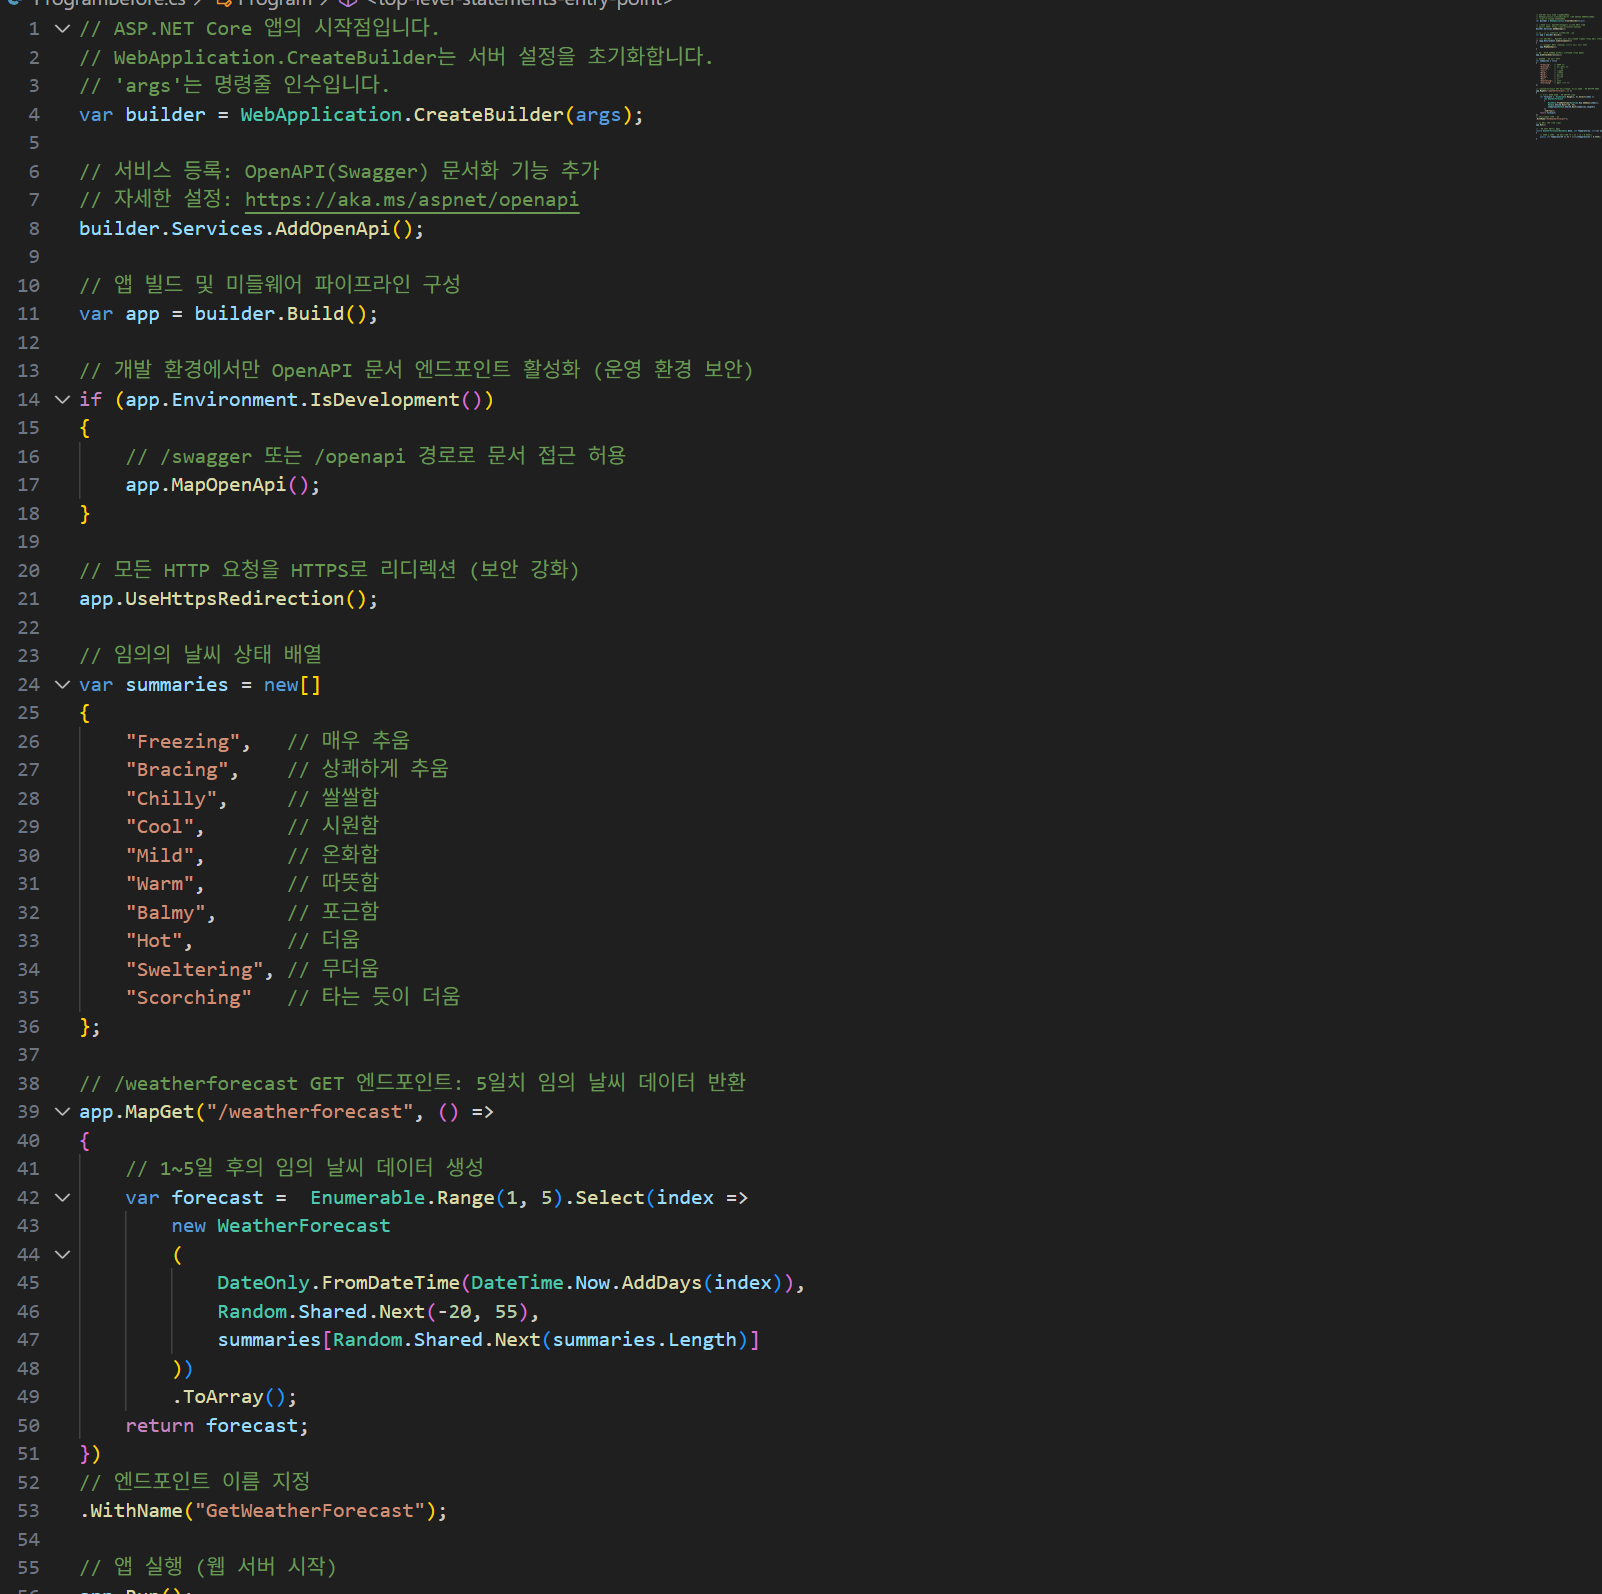 ProgramBefore.cs > Program > <top-level-statements-entry-point>
1 // ASP.NET Core 앱의 시작점입니다.
2 // WebApplication.CreateBuilder는 서버 설정을 초기화합니다.
3 // 'args'는 명령줄 인수입니다.
4 var builder = WebApplication.CreateBuilder(args);
5
6 // 서비스 등록: OpenAPI(Swagger) 문서화 기능 추가
7 // 자세한 설정: https://aka.ms/aspnet/openapi
8 builder.Services.AddOpenApi();
9
10 // 앱 빌드 및 미들웨어 파이프라인 구성
11 var app = builder.Build();
12
13 // 개발 환경에서만 OpenAPI 문서 엔드포인트 활성화 (운영 환경 보안)
14 if (app.Environment.IsDevelopment())
15 {
16     // /swagger 또는 /openapi 경로로 문서 접근 허용
17     app.MapOpenApi();
18 }
19
20 // 모든 HTTP 요청을 HTTPS로 리디렉션 (보안 강화)
21 app.UseHttpsRedirection();
22
23 // 임의의 날씨 상태 배열
24 var summaries = new[]
25 {
26     "Freezing",   // 매우 추움
27     "Bracing",    // 상쾌하게 추움
28     "Chilly",     // 쌀쌀함
29     "Cool",       // 시원함
30     "Mild",       // 온화함
31     "Warm",       // 따뜻함
32     "Balmy",      // 포근함
33     "Hot",        // 더움
34     "Sweltering", // 무더움
35     "Scorching"   // 타는 듯이 더움
36 };
37
38 // /weatherforecast GET 엔드포인트: 5일치 임의 날씨 데이터 반환
39 app.MapGet("/weatherforecast", () =>
40 {
41     // 1~5일 후의 임의 날씨 데이터 생성
42     var forecast =  Enumerable.Range(1, 5).Select(index =>
43         new WeatherForecast
44         (
45             DateOnly.FromDateTime(DateTime.Now.AddDays(index)),
46             Random.Shared.Next(-20, 55),
47             summaries[Random.Shared.Next(summaries.Length)]
48         ))
49         .ToArray();
50     return forecast;
51 })
52 // 엔드포인트 이름 지정
53 .WithName("GetWeatherForecast");
54
55 // 앱 실행 (웹 서버 시작)
56 app.Run();